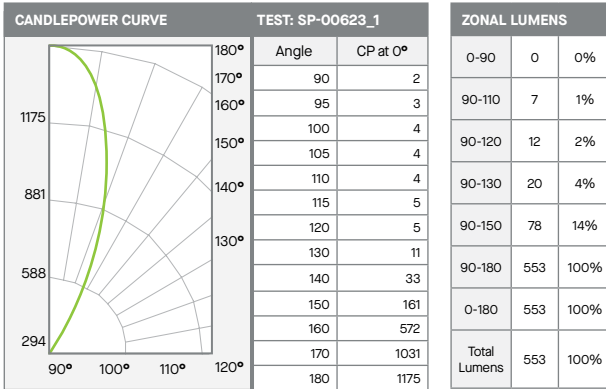 CANDLEPOWER CURVE TEST: SP-00623_1
1175
881
588
294
180°
170°
160°
150°
140°
130°
120°
90° 100° 110°
Angle CP at 0°
90 2
95 3
100 4
105 4
110 4
115 5
120 5
130 11
140 33
150 161
160 572
170 1031
180 1175
ZONAL LUMENS
0-90 0 0%
90-110 7 1%
90-120 12 2%
90-130 20 4%
90-150 78 14%
90-180 553 100%
0-180 553 100%
Total
Lumens 553 100%